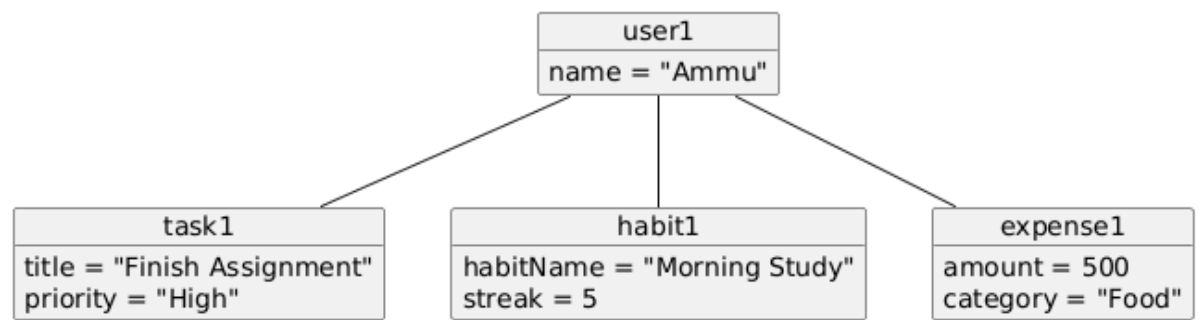 user1
name = "Ammu"
task1
title = "Finish Assignment"
priority = "High"
habit1
habitName = "Morning Study"
streak = 5
expense1
amount = 500
category = "Food"